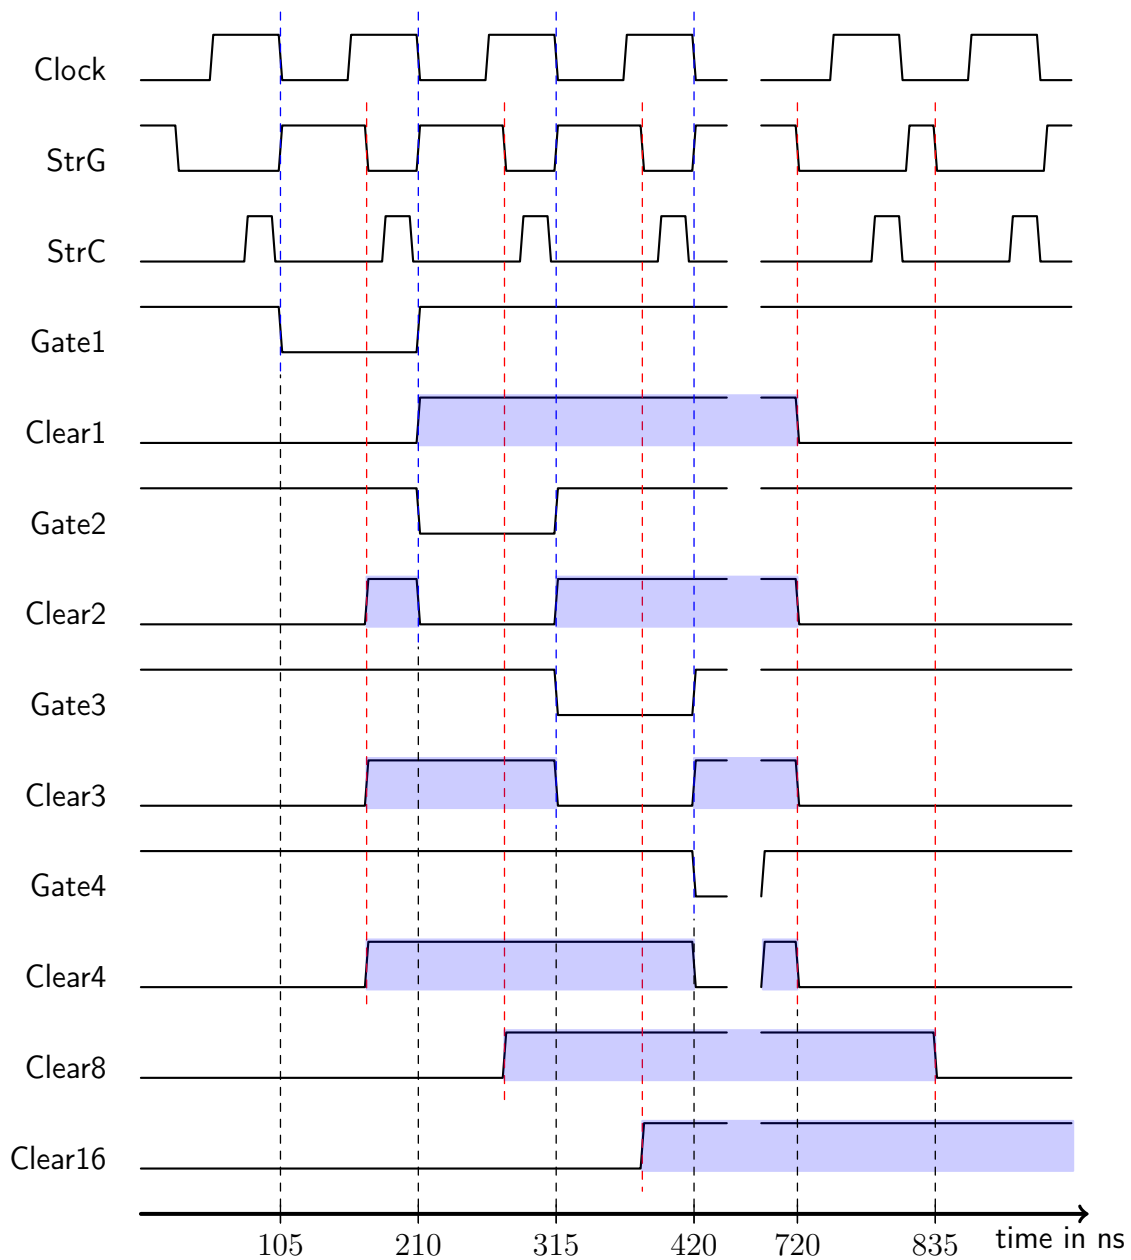 Clock
StrG
StrC
Gate1
Clear1
Gate2
Clear2
Gate3
Clear3
Gate4
Clear4
Clear8
Clear16
105 210 315 420 720 835 time in ns